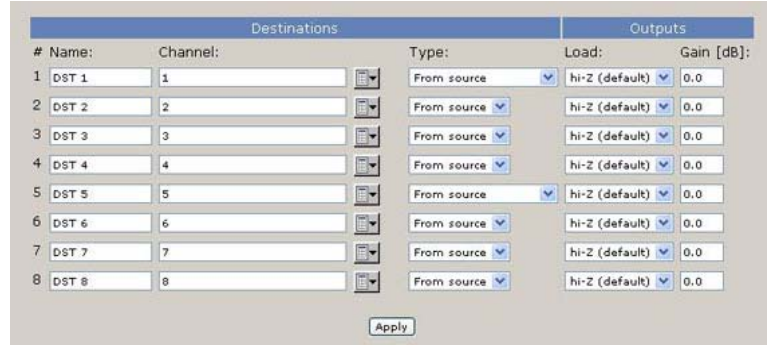 Destinations Outputs
# Name: Channel: Type: Load: Gain [dB]:
1 DST 1 1 From source hi-Z (default) 0.0
2 DST 2 2 From source hi-Z (default) 0.0
3 DST 3 3 From source hi-Z (default) 0.0
4 DST 4 4 From source hi-Z (default) 0.0
5 DST 5 5 From source hi-Z (default) 0.0
6 DST 6 6 From source hi-Z (default) 0.0
7 DST 7 7 From source hi-Z (default) 0.0
8 DST 8 8 From source hi-Z (default) 0.0
Apply